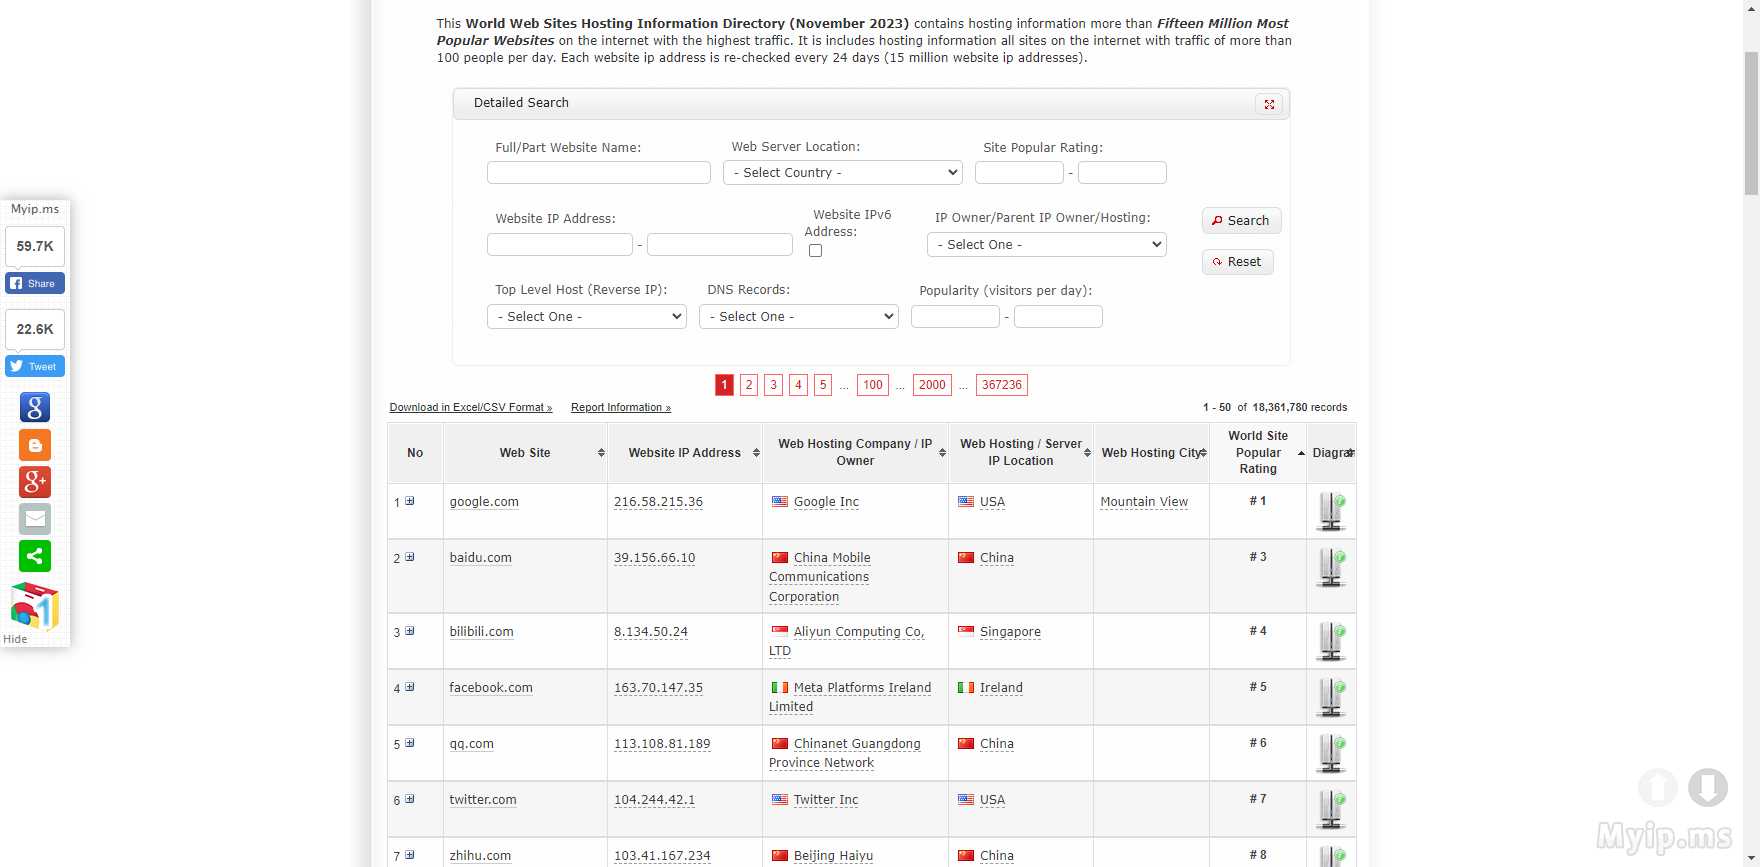 This World Web Sites Hosting Information Directory (November 2023) contains hosting information more than Fifteen Million Most
Popular Websites on the internet with the highest traffic. It is includes hosting information all sites on the internet with traffic of more than
100 people per day. Each website ip address is re-checked every 24 days (15 million website ip addresses).
Detailed Search
Full/Part Website Name:
Web Server Location:
Site Popular Rating:
- Select Country -
-
Website IP Address:
Website IPv6
Address:
IP Owner/Parent IP Owner/Hosting:
-
- Select One -
Search
Reset
Top Level Host (Reverse IP):
DNS Records:
Popularity (visitors per day):
- Select One -
- Select One -
-
Myip.ms
59.7K
Share
22.6K
Tweet
g
g+
1
Hide
1 2 3 4 5 ... 100 ... 2000 ... 367236
Download in Excel/CSV Format »
Report Information »
1 - 50 of 18,361,780 records
No
Web Site
Website IP Address
Web Hosting Company / IP
Owner
Web Hosting / Server
IP Location
Web Hosting City
World Site
Popular
Rating
Diagram
1 google.com 216.58.215.36 Google Inc USA Mountain View # 1
2 baidu.com 39.156.66.10 China Mobile China # 3
Communications
Corporation
3 bilibili.com 8.134.50.24 Aliyun Computing Co, Singapore # 4
LTD
4 facebook.com 163.70.147.35 Meta Platforms Ireland Ireland # 5
Limited
5 qq.com 113.108.81.189 Chinanet Guangdong China # 6
Province Network
6 twitter.com 104.244.42.1 Twitter Inc USA # 7
7 zhihu.com 103.41.167.234 Beijing Haiyu China # 8
Myip.ms